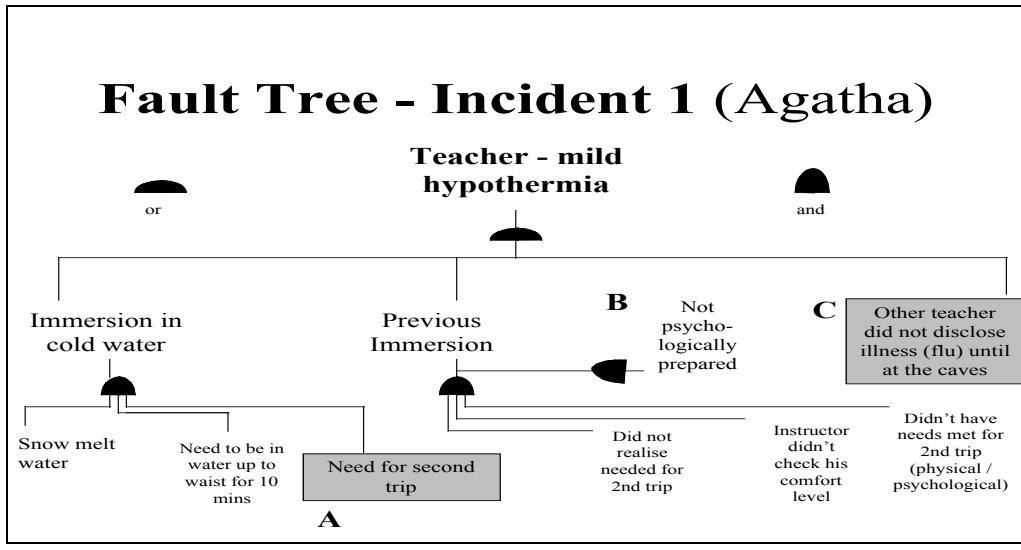 Fault Tree - Incident 1 (Agatha)
Teacher - mild
hypothermia
or
and
Immersion in
cold water
Previous
Immersion
B
Not
psycho-
logically
prepared
C
Other teacher
did not disclose
illness (flu) until
at the caves
Snow melt
water
Need to be in
water up to
waist for 10
mins
Need for second
trip
A
Did not
realise
needed for
2nd trip
Instructor
didn't
check his
comfort
level
Didn't have
needs met for
2nd trip
(physical /
psychological)